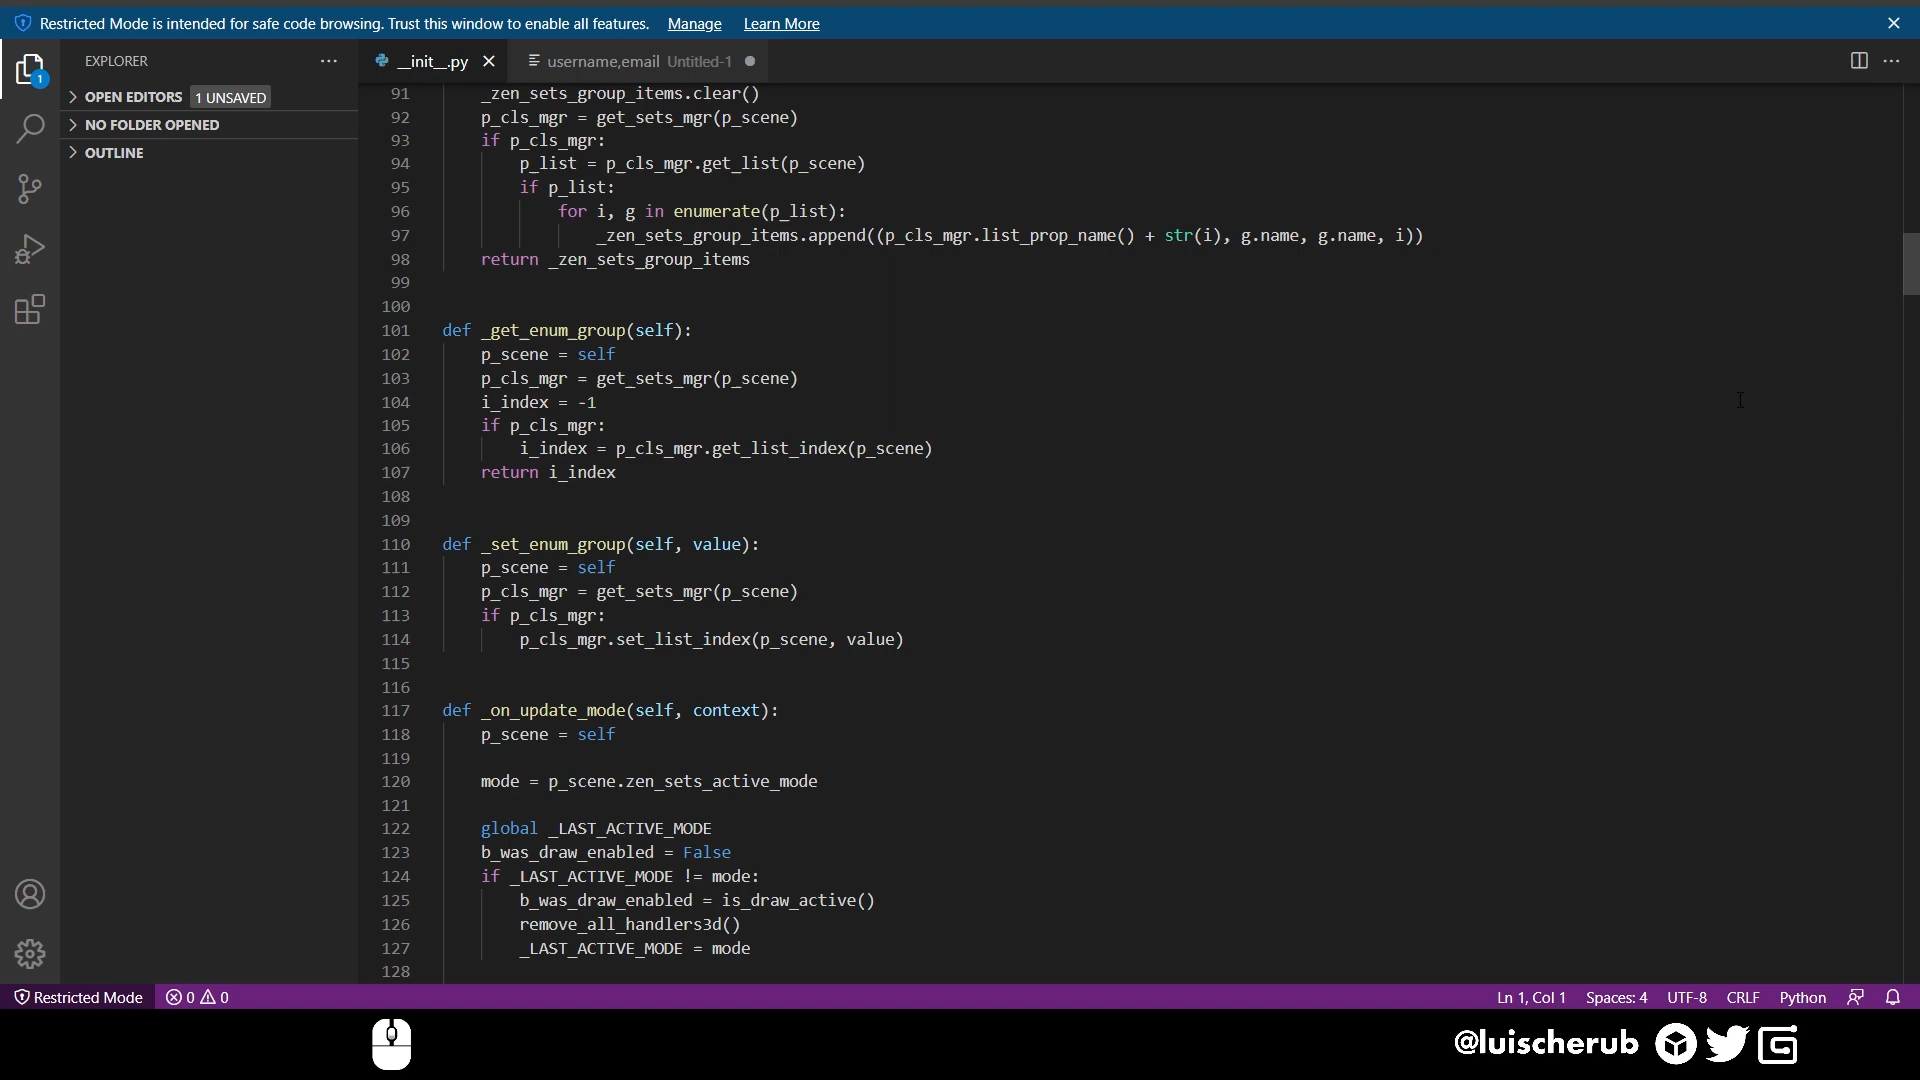 Restricted Mode is intended for safe code browsing. Trust this window to enable all features. Manage Learn More
EXPLORER
__init__.py
username,email Untitled-1
1
OPEN EDITORS 1 UNSAVED
NO FOLDER OPENED
OUTLINE
91 _zen_sets_group_items.clear()
92 p_cls_mgr = get_sets_mgr(p_scene)
93 if p_cls_mgr:
94 p_list = p_cls_mgr.get_list(p_scene)
95 if p_list:
96 for i, g in enumerate(p_list):
97 _zen_sets_group_items.append((p_cls_mgr.list_prop_name() + str(i), g.name, g.name, i))
98 return _zen_sets_group_items
99
100
101 def _get_enum_group(self):
102 p_scene = self
103 p_cls_mgr = get_sets_mgr(p_scene)
104 i_index = -1
105 if p_cls_mgr:
106 i_index = p_cls_mgr.get_list_index(p_scene)
107 return i_index
108
109
110 def _set_enum_group(self, value):
111 p_scene = self
112 p_cls_mgr = get_sets_mgr(p_scene)
113 if p_cls_mgr:
114 p_cls_mgr.set_list_index(p_scene, value)
115
116
117 def _on_update_mode(self, context):
118 p_scene = self
119
120 mode = p_scene.zen_sets_active_mode
121
122 global _LAST_ACTIVE_MODE
123 b_was_draw_enabled = False
124 if _LAST_ACTIVE_MODE != mode:
125 b_was_draw_enabled = is_draw_active()
126 remove_all_handlers3d()
127 _LAST_ACTIVE_MODE = mode
128
Restricted Mode 0 0 Ln 1, Col 1 Spaces: 4 UTF-8 CRLF Python
@luischerub